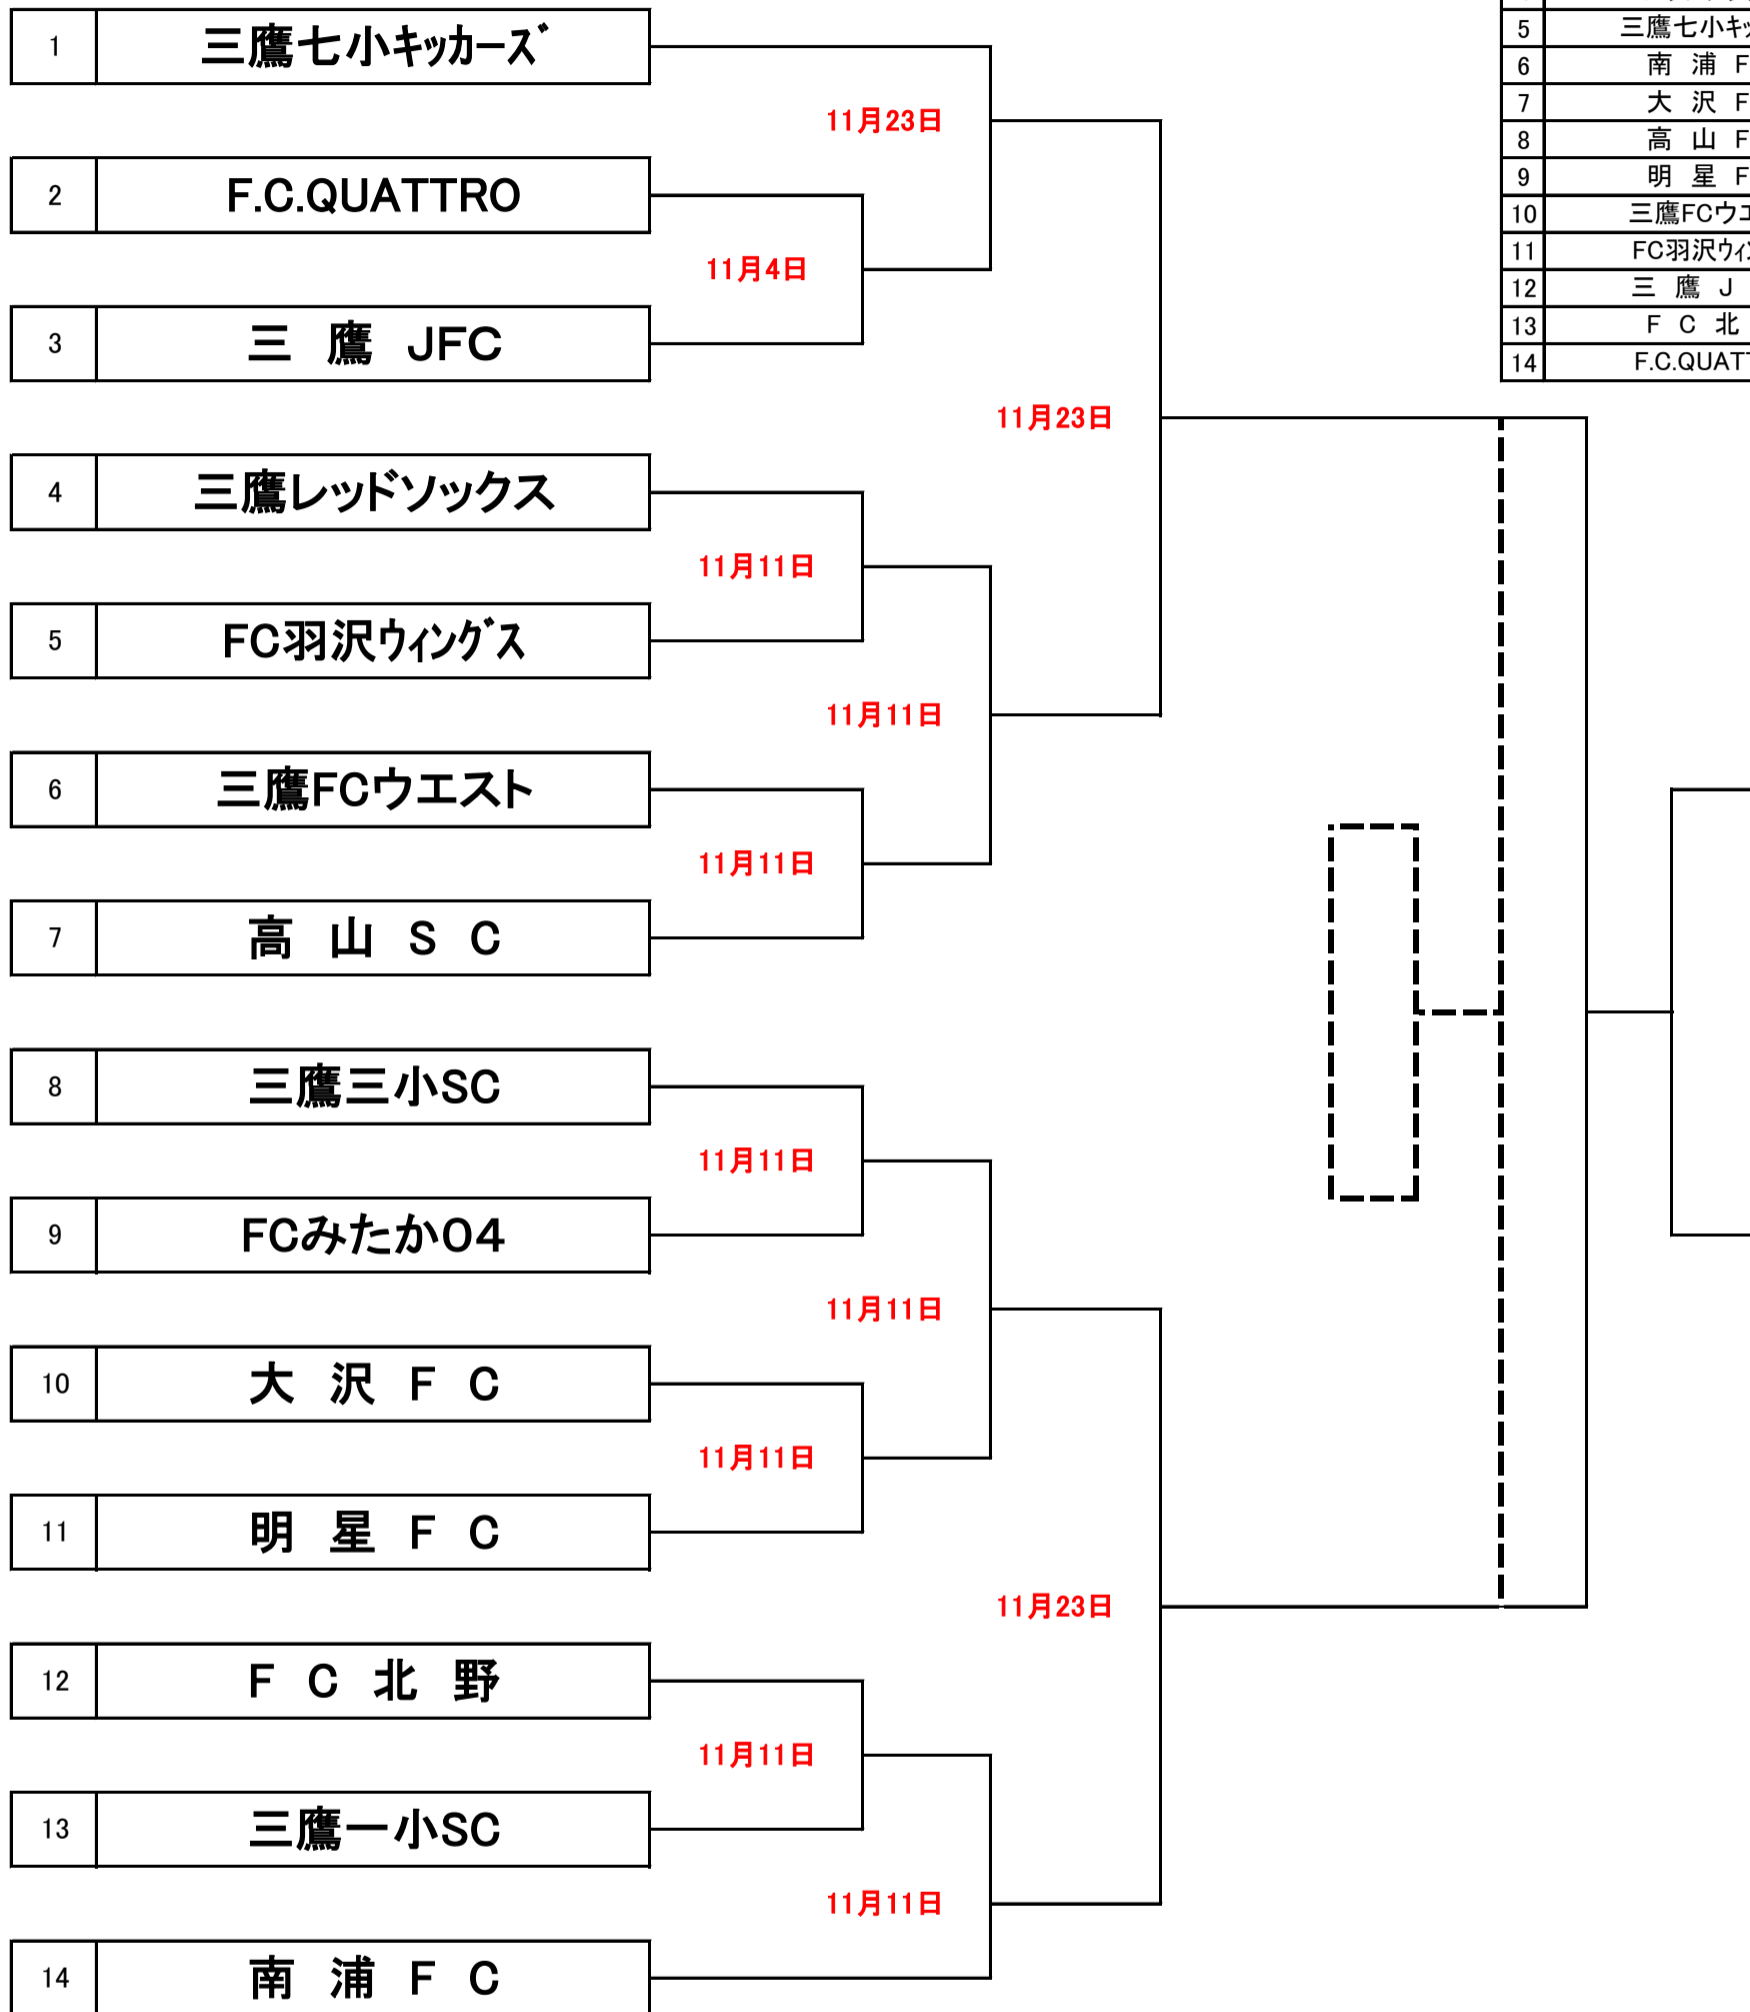 1 三鷹七小キッカーズ
11月23日
2 F.C.QUATTRO
11月4日
3 三 鷹 JFC
11月23日
4 三鷹レッドソックス
11月11日
5 FC羽沢ウィングス
11月11日
6 三鷹FCウエスト
11月11日
7 高 山 S C
8 三鷹三小SC
11月11日
9 FCみたか04
11月11日
10 大 沢 F C
11月11日
11 明 星 F C
11月23日
12 F C 北 野
11月11日
13 三鷹一小SC
11月11日
14 南 浦 F C
5 三鷹七小キッ
6 南 浦 F
7 大 沢 F
8 高 山 F
9 明 星 F
10 三鷹FCウエ
11 FC羽沢ウィン
12 三 鷹 J
13 F C 北
14 F.C.QUATT